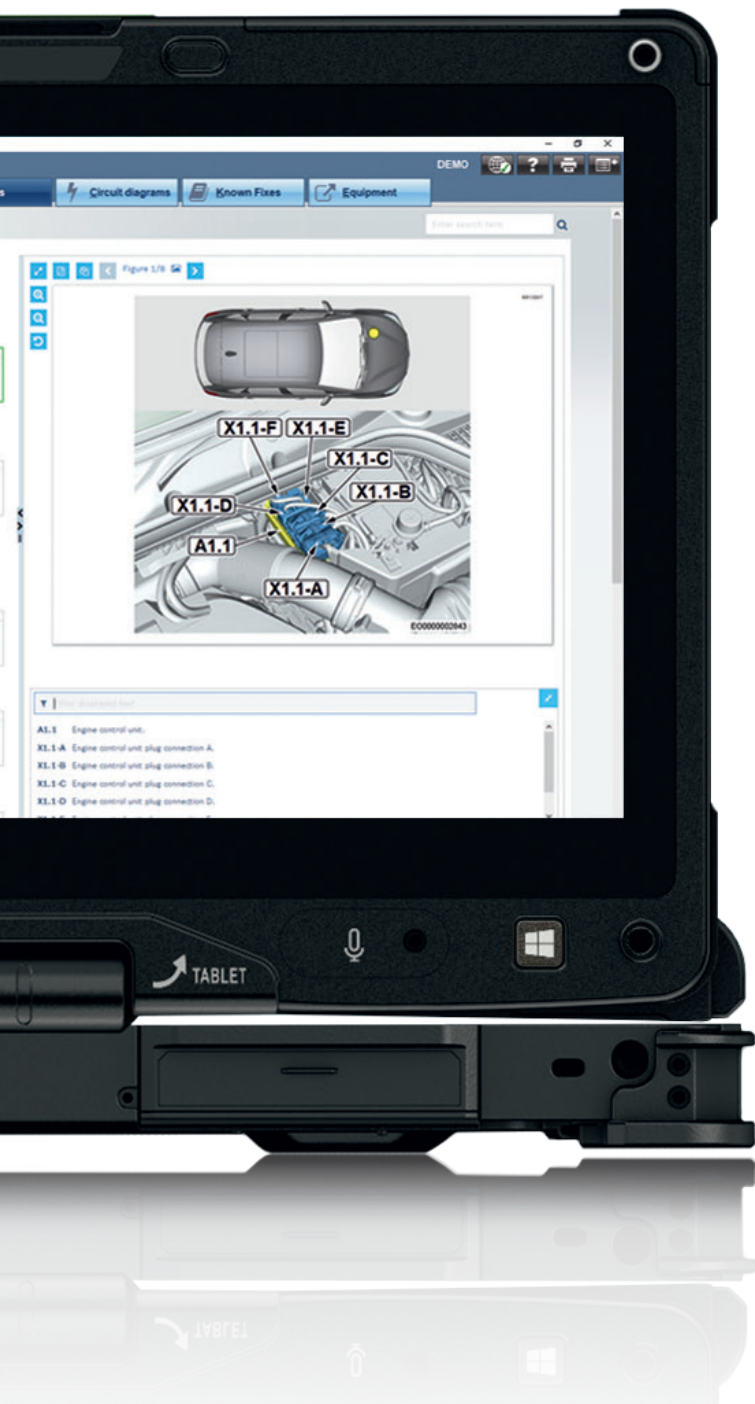 DEMO
?
s
Circuit diagrams
Known Fixes
Equipment
Enter search term
Figure 1/8
X1.1-F
X1.1-E
X1.1-C
X1.1-B
X1.1-D
A1.1
X1.1-A
EO0000002643
A1.1 Engine control unit.
X1.1-A Engine control unit plug connection A.
X1.1-B Engine control unit plug connection B.
X1.1-C Engine control unit plug connection C.
X1.1-D Engine control unit plug connection D.
TABLET